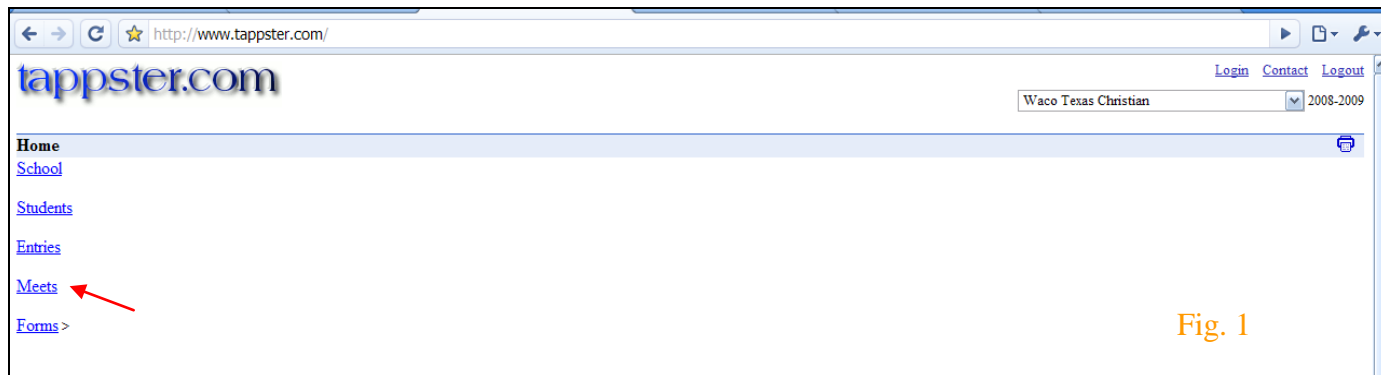 http://www.tappster.com/
tappster.com
Login Contact Logout
Waco Texas Christian 2008-2009
Home
School
Students
Entries
Meets
Forms >
Fig. 1